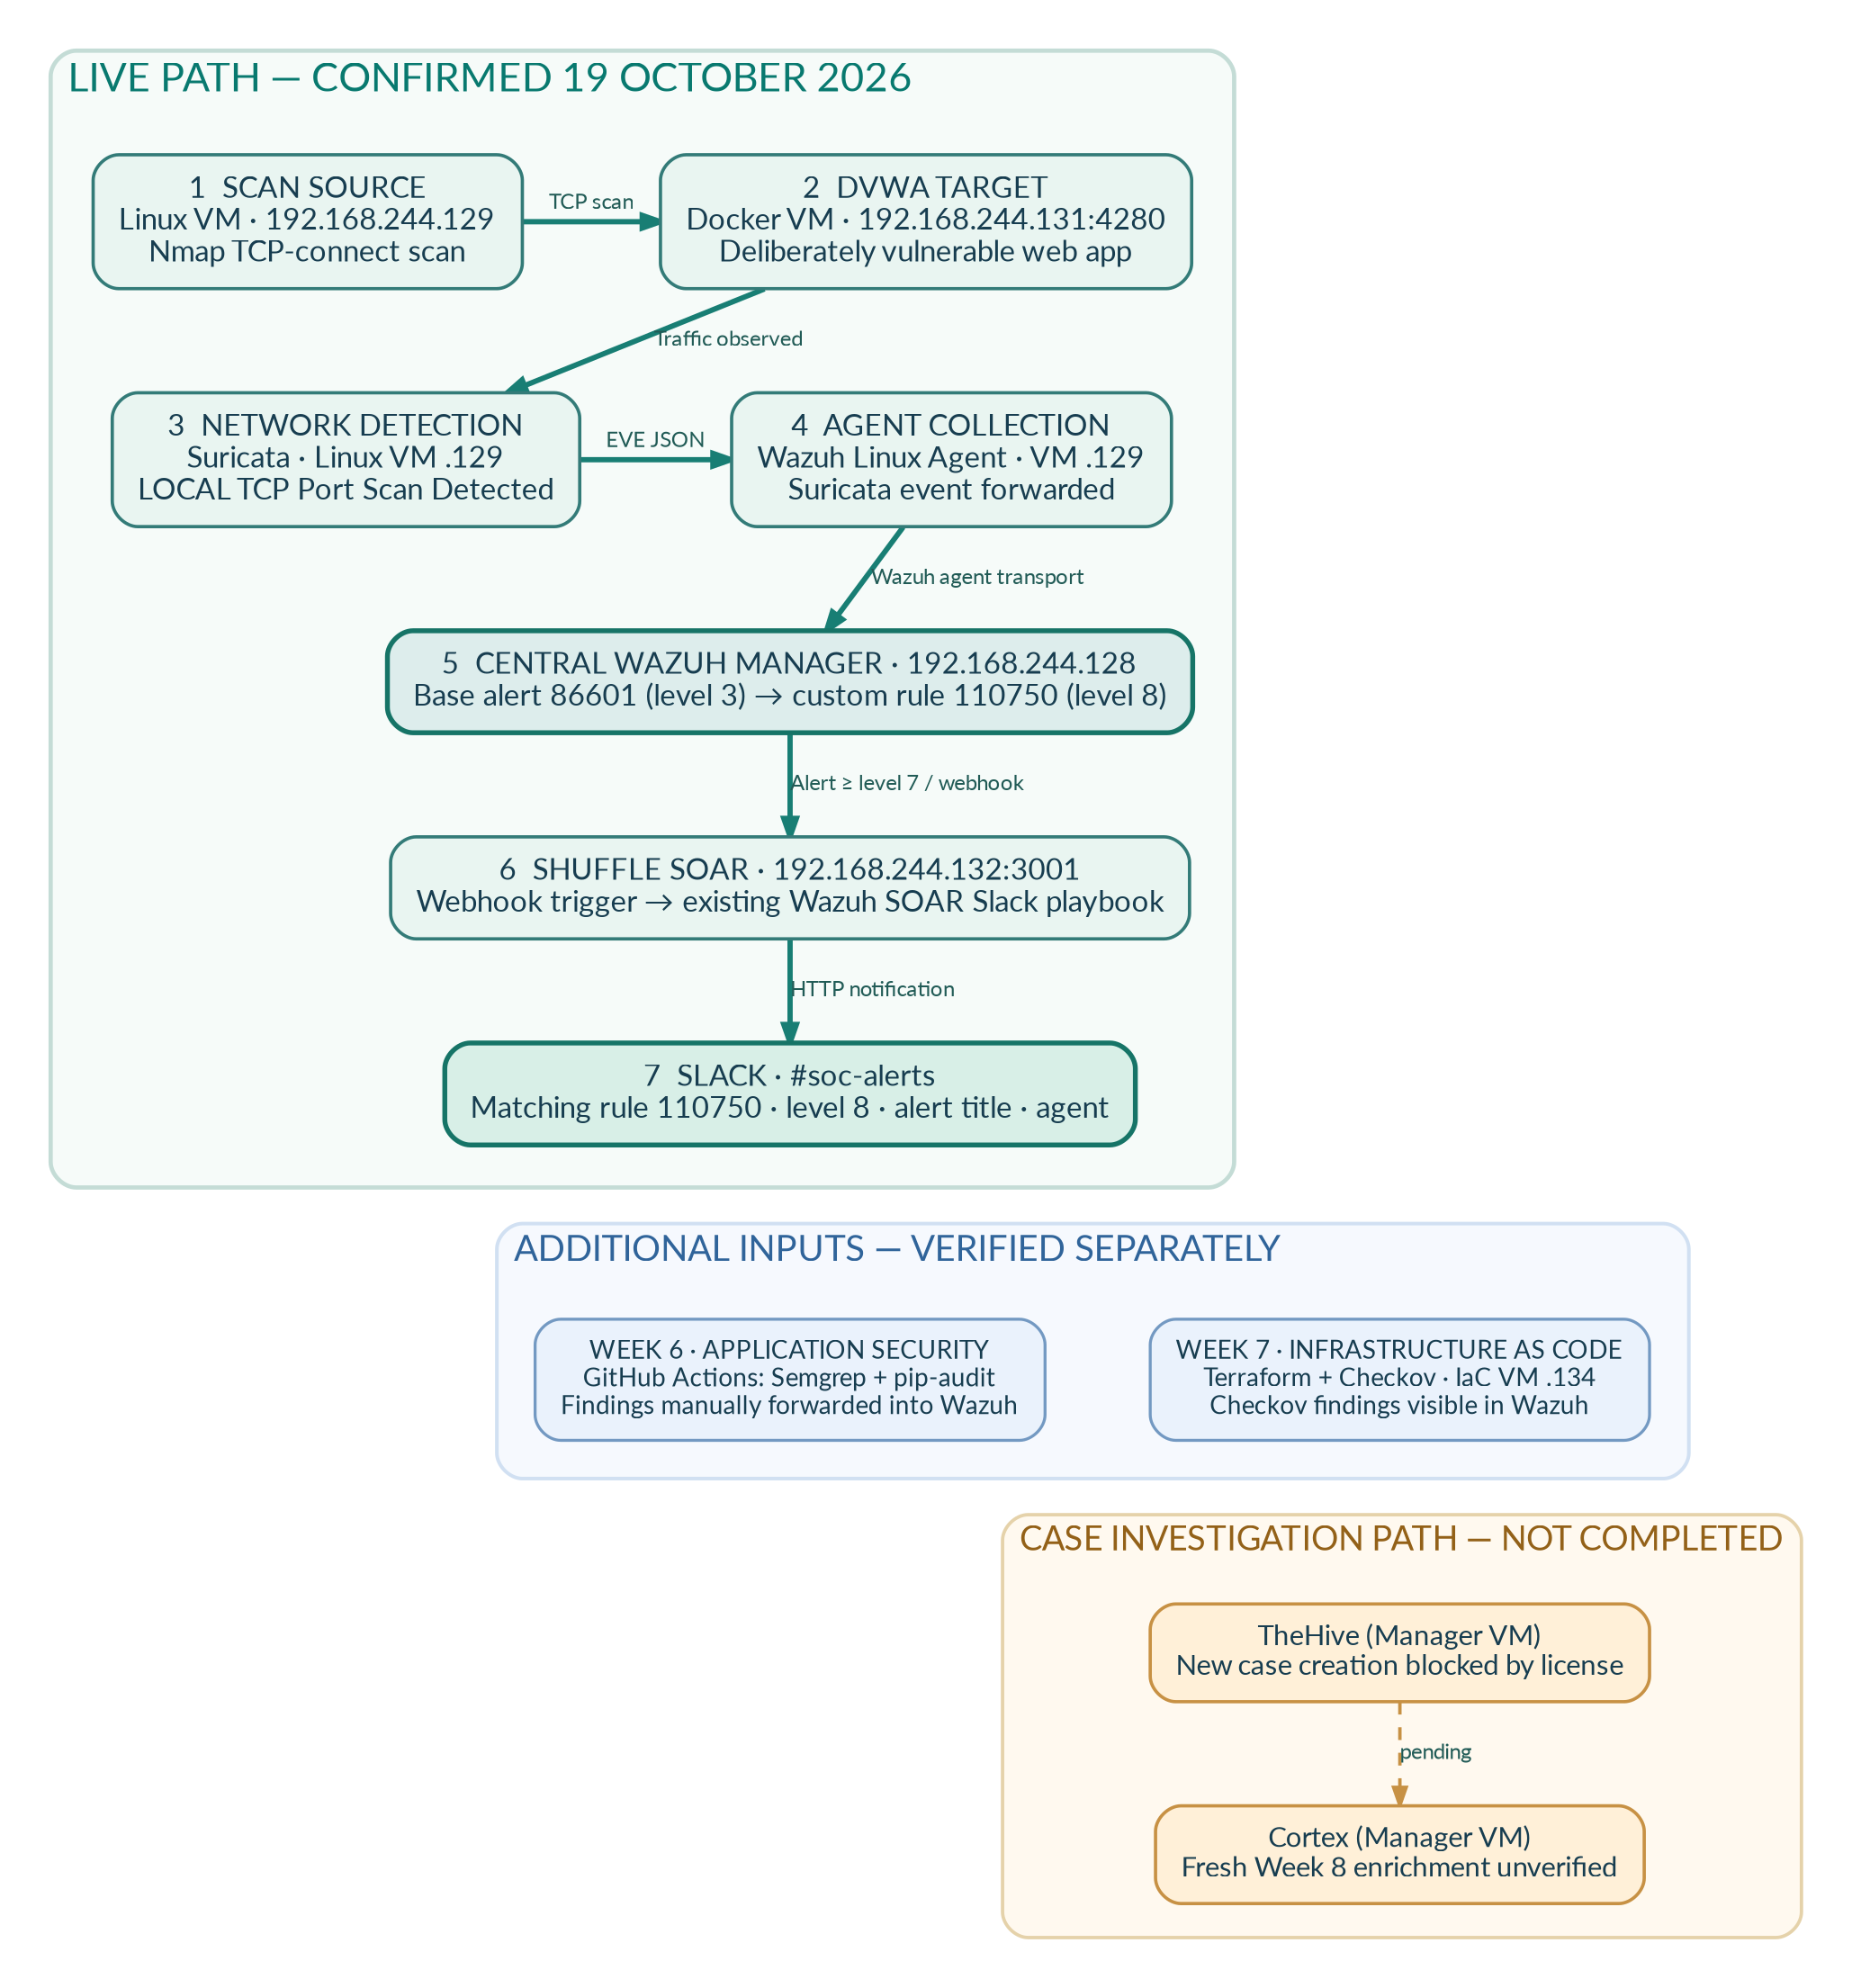 LIVE PATH — CONFIRMED 19 OCTOBER 2026
1 SCAN SOURCE
Linux VM · 192.168.244.129
Nmap TCP-connect scan
TCP scan
2 DVWA TARGET
Docker VM · 192.168.244.131:4280
Deliberately vulnerable web app
Traffic observed
3 NETWORK DETECTION
Suricata · Linux VM .129
LOCAL TCP Port Scan Detected
EVE JSON
4 AGENT COLLECTION
Wazuh Linux Agent · VM .129
Suricata event forwarded
Wazuh agent transport
5 CENTRAL WAZUH MANAGER · 192.168.244.128
Base alert 86601 (level 3) → custom rule 110750 (level 8)
Alert ≥ level 7 / webhook
6 SHUFFLE SOAR · 192.168.244.132:3001
Webhook trigger → existing Wazuh SOAR Slack playbook
HTTP notification
7 SLACK · #soc-alerts
Matching rule 110750 · level 8 · alert title · agent
ADDITIONAL INPUTS — VERIFIED SEPARATELY
WEEK 6 · APPLICATION SECURITY
GitHub Actions: Semgrep + pip-audit
Findings manually forwarded into Wazuh
WEEK 7 · INFRASTRUCTURE AS CODE
Terraform + Checkov · IaC VM .134
Checkov findings visible in Wazuh
CASE INVESTIGATION PATH — NOT COMPLETED
TheHive (Manager VM)
New case creation blocked by license
pending
Cortex (Manager VM)
Fresh Week 8 enrichment unverified